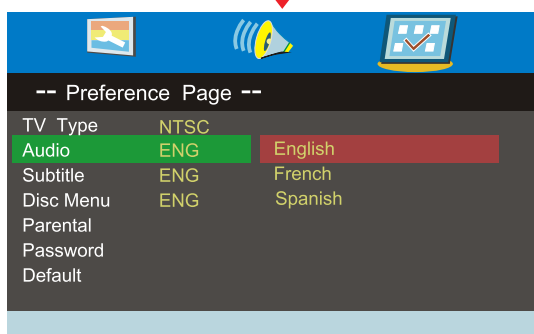 -- Preference Page --
TV Type NTSC
Audio ENG English
Subtitle ENG French
Disc Menu ENG Spanish
Parental
Password
Default